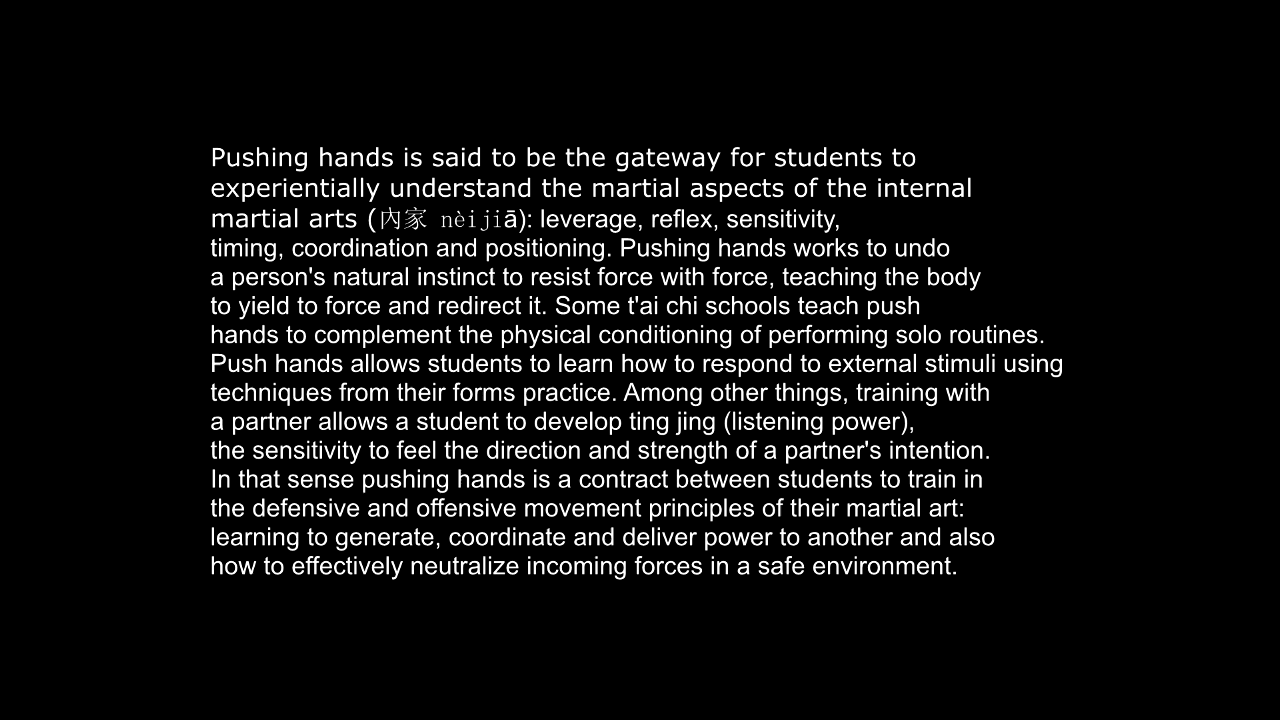 Pushing hands is said to be the gateway for students to
experientially understand the martial aspects of the internal
martial arts (內家 nèijiā): leverage, reflex, sensitivity,
timing, coordination and positioning. Pushing hands works to undo
a person's natural instinct to resist force with force, teaching the body
to yield to force and redirect it. Some t'ai chi schools teach push
hands to complement the physical conditioning of performing solo routines.
Push hands allows students to learn how to respond to external stimuli using
techniques from their forms practice. Among other things, training with
a partner allows a student to develop ting jing (listening power),
the sensitivity to feel the direction and strength of a partner's intention.
In that sense pushing hands is a contract between students to train in
the defensive and offensive movement principles of their martial art:
learning to generate, coordinate and deliver power to another and also
how to effectively neutralize incoming forces in a safe environment.